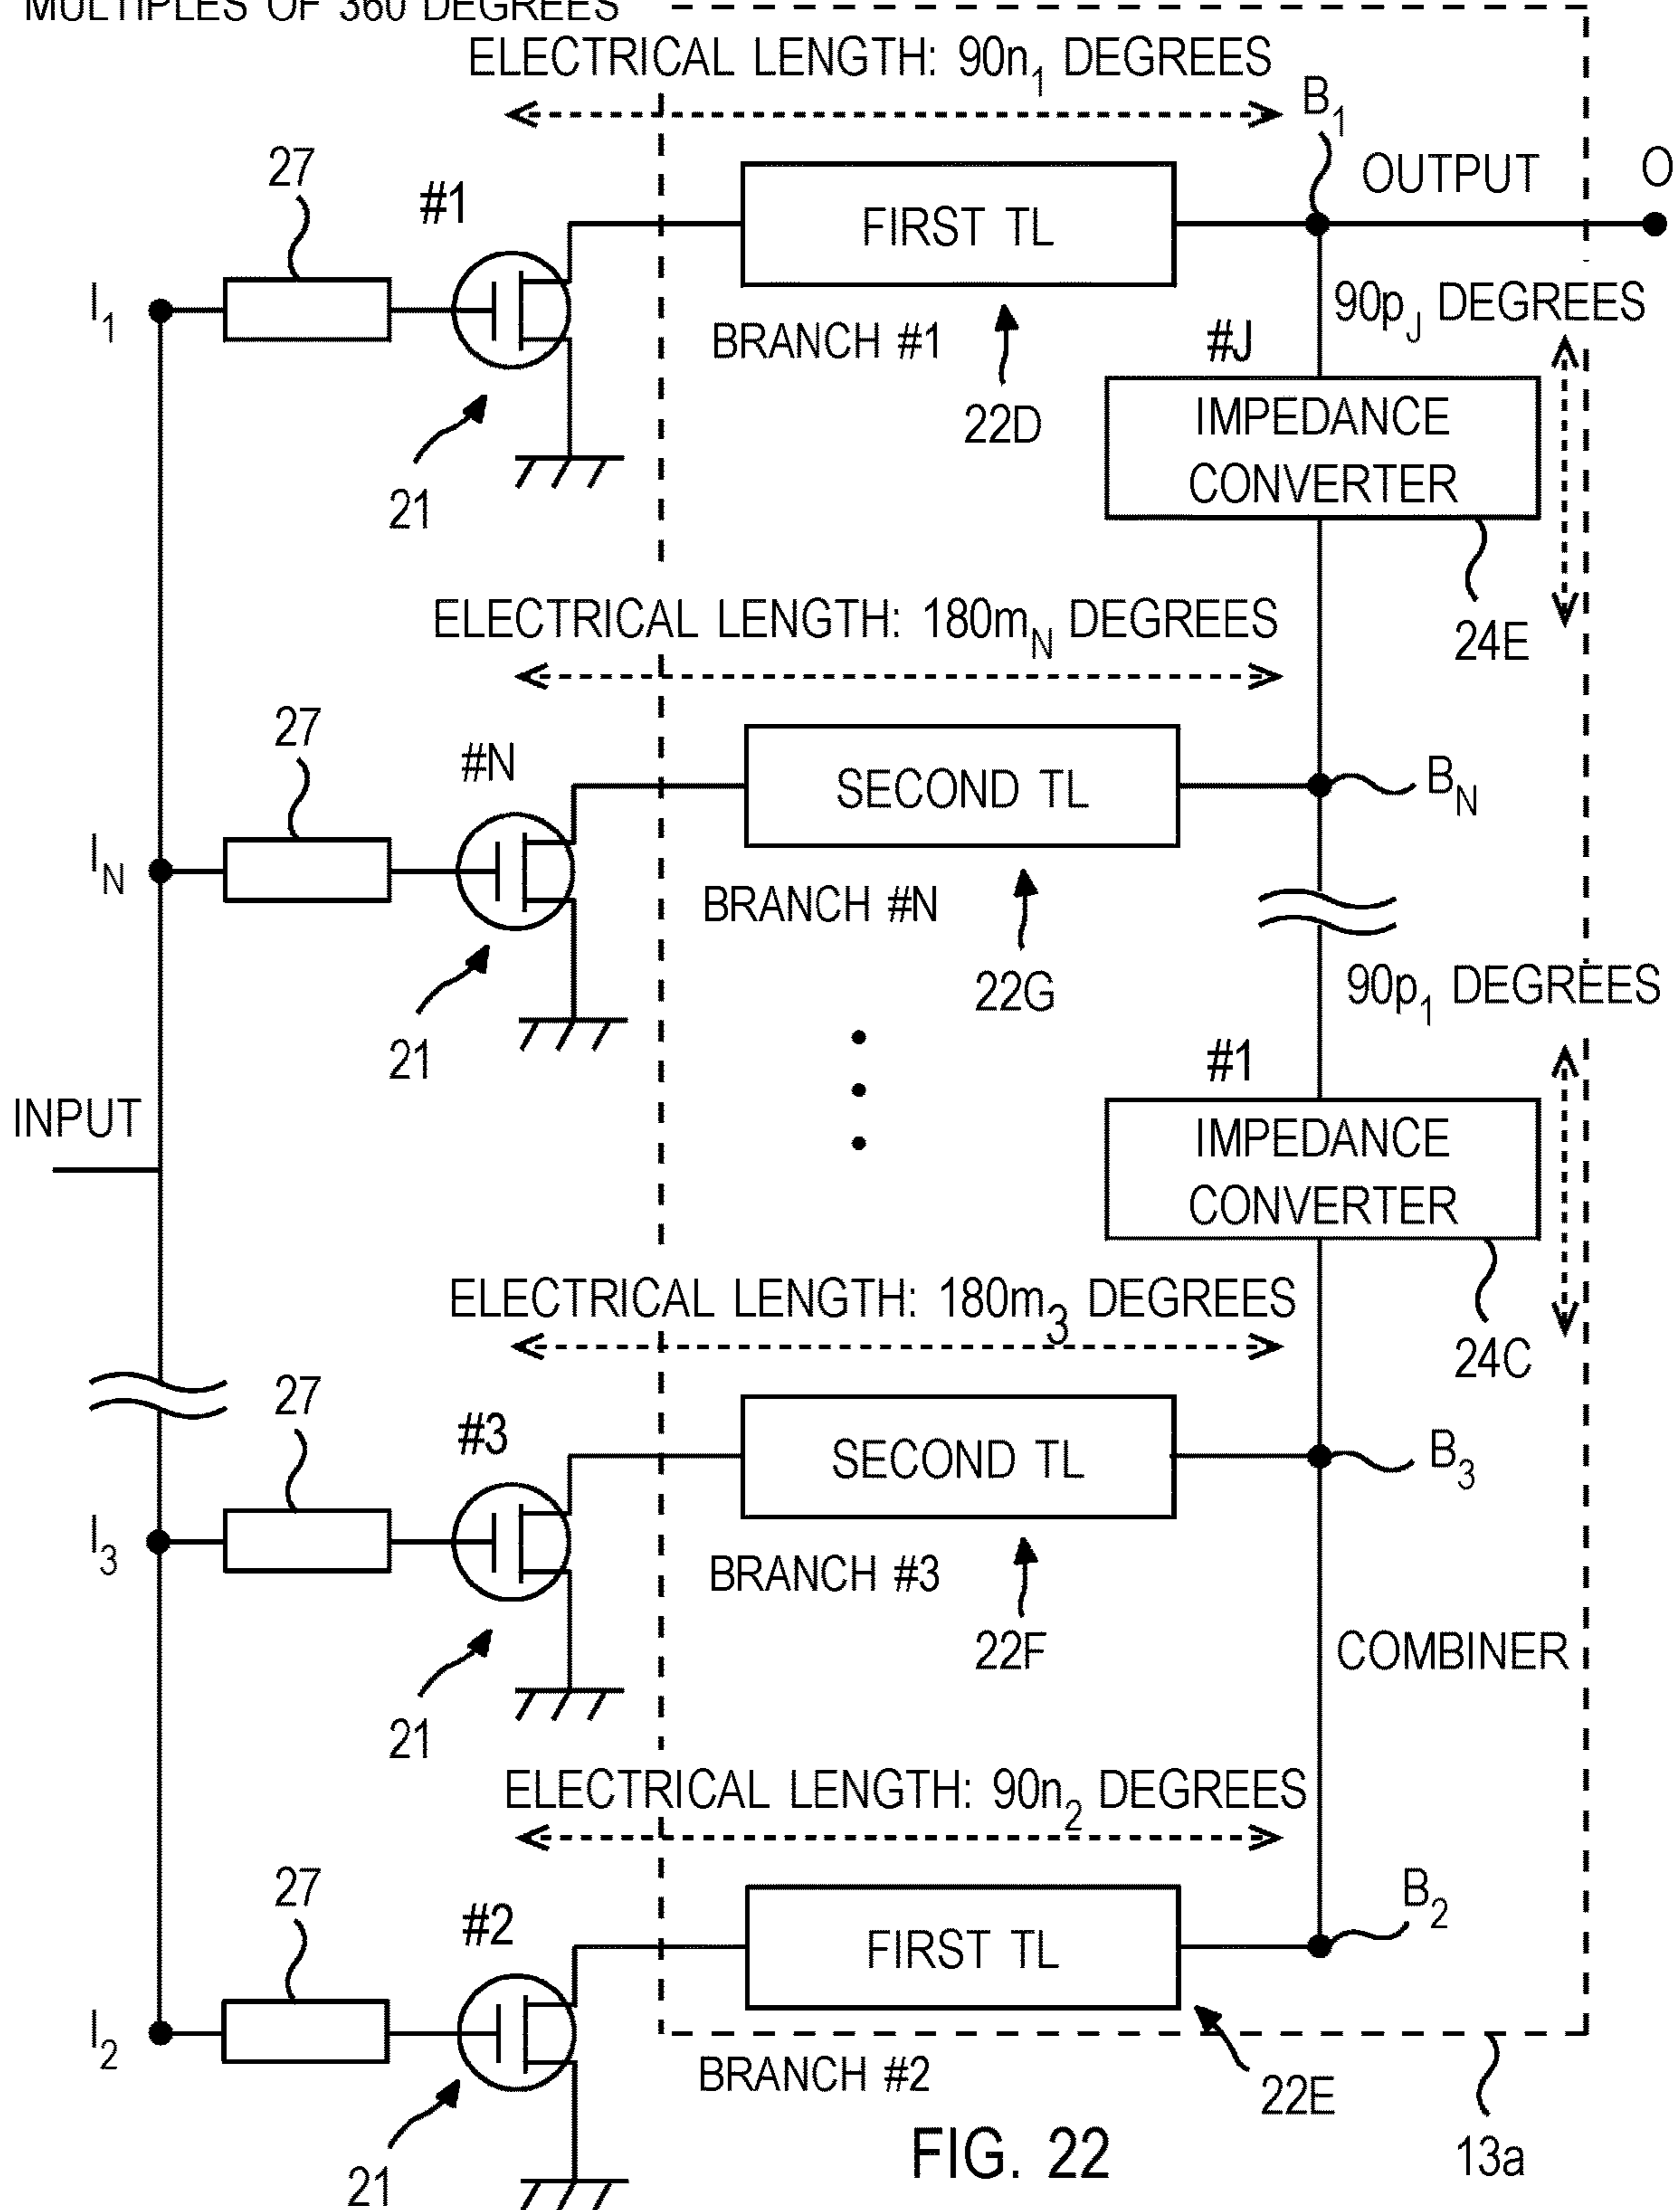 MULTIPLES OF 360 DEGREES
ELECTRICAL LENGTH: 90n₁ DEGREES
B₁
27
#1
OUTPUT
O
FIRST TL
I₁
BRANCH #1
90pⱼ DEGREES
#J
22D
IMPEDANCE
CONVERTER
21
ELECTRICAL LENGTH: 180m_N DEGREES
24E
27
#N
SECOND TL
B_N
I_N
BRANCH #N
22G
90p₁ DEGREES
21
#1
INPUT
IMPEDANCE
CONVERTER
ELECTRICAL LENGTH: 180m₃ DEGREES
24C
27
#3
SECOND TL
B₃
I₃
BRANCH #3
22F
COMBINER
21
ELECTRICAL LENGTH: 90n₂ DEGREES
27
#2
B₂
FIRST TL
I₂
BRANCH #2
22E
FIG. 22
13a
21